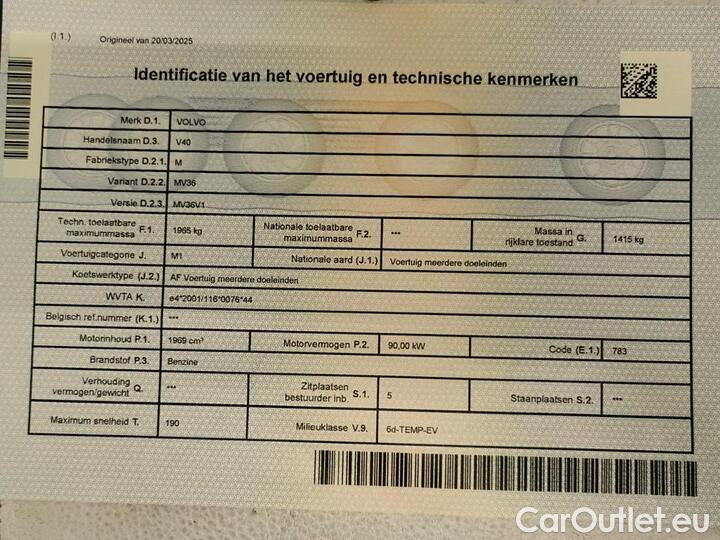 (I.1.) Origineel van 20/03/2025
Identificatie van het voertuig en technische kenmerken
Merk D.1. VOLVO
Handelsnaam D.3. V40
Fabriekstype D.2.1. M
Variant D.2.2. MV36
Versie D.2.3. MV36V1
Techn. toelaatbare maximummassa F.1. 1965 kg Nationale toelaatbare maximummassa F.2. *** Massa in rijklare toestand G. 1415 kg
Voertuigcategorie J. M1 Nationale aard (J.1.) Voertuig meerdere doeleinden
Koetswerktype (J.2.) AF Voertuig meerdere doeleinden
WVTA K. e4*2001/116*0076*44
Belgisch ref.nummer (K.1.) ***
Motorinhoud P.1. 1969 cm³ Motorvermogen P.2. 90,00 kW Code (E.1.) 783
Brandstof P.3. Benzine
Verhouding vermogen/gewicht Q. *** Zitplaatsen bestuurder inb. S.1. 5 Staanplaatsen S.2. ***
Maximum snelheid T. 190 Milieuklasse V.9. 6d-TEMP-EV
CarOutlet.eu